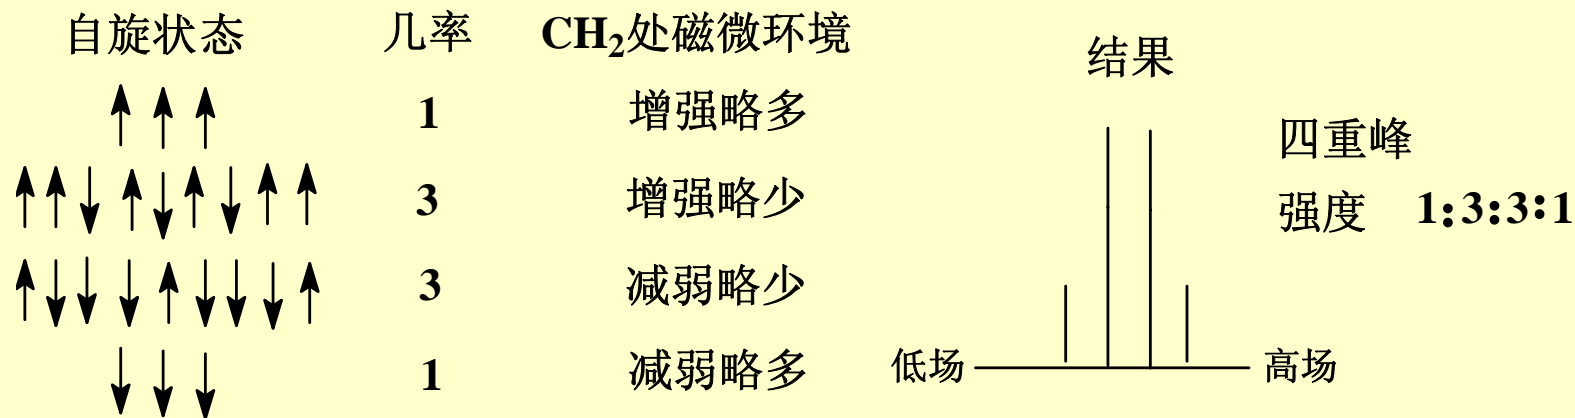 自旋状态 几率 CH₂处磁微环境 结果
1 增强略多
四重峰
3 增强略少
强度 1:3:3:1
3 减弱略少
1 减弱略多
低场 高场